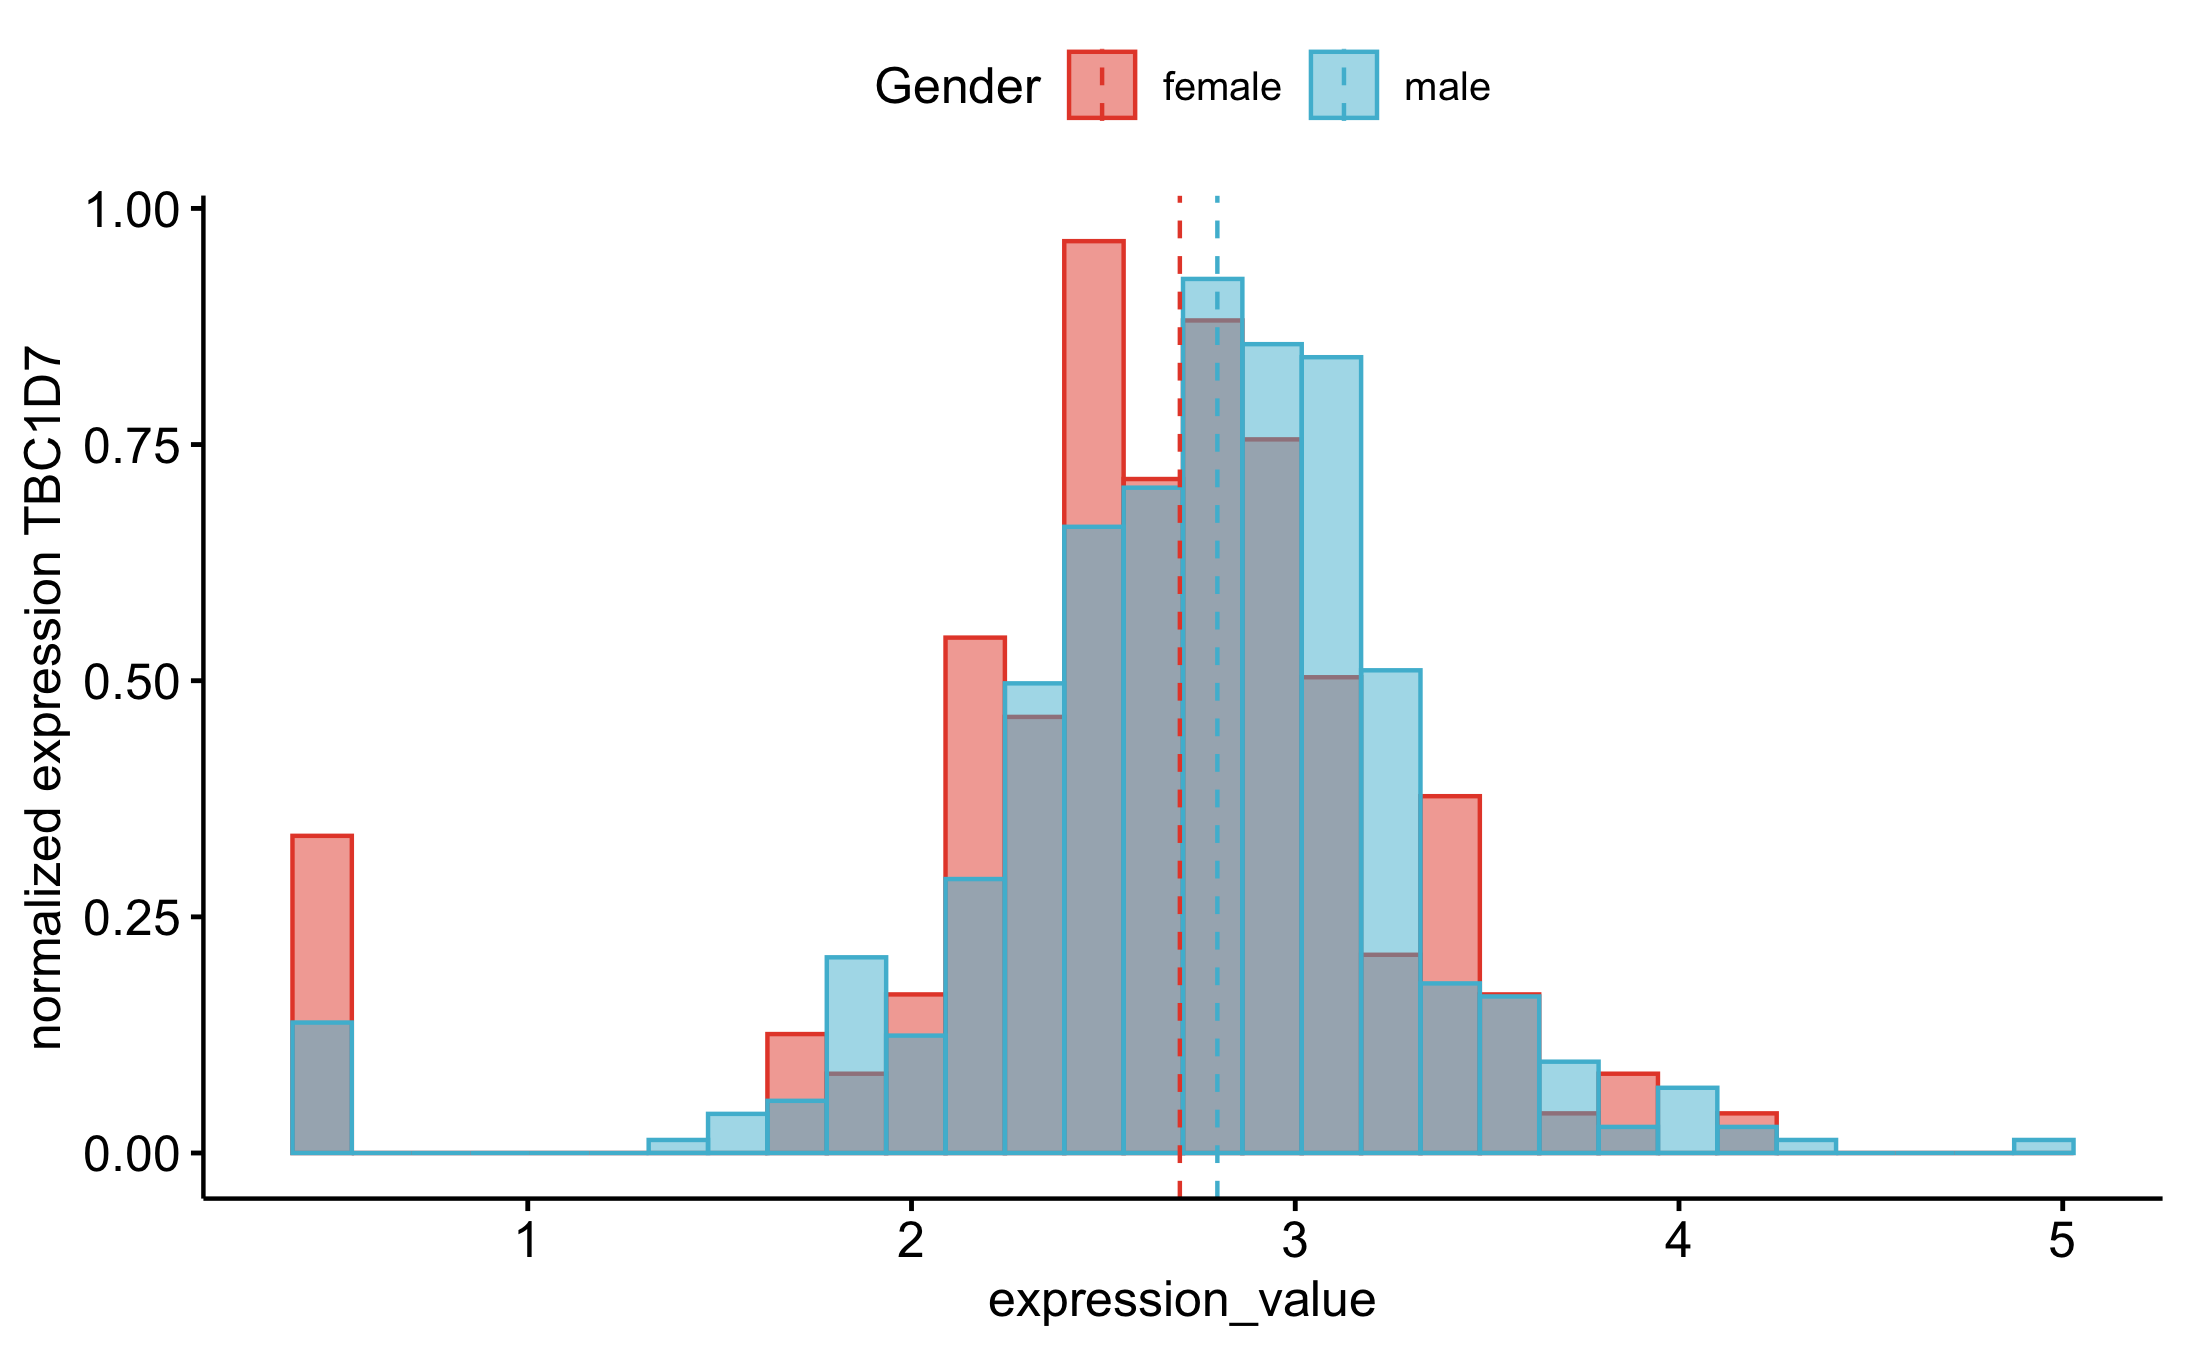 Gender female male
normalized expression TBC1D7
1.00
0.75
0.50
0.25
0.00
1 2 3 4 5
expression_value